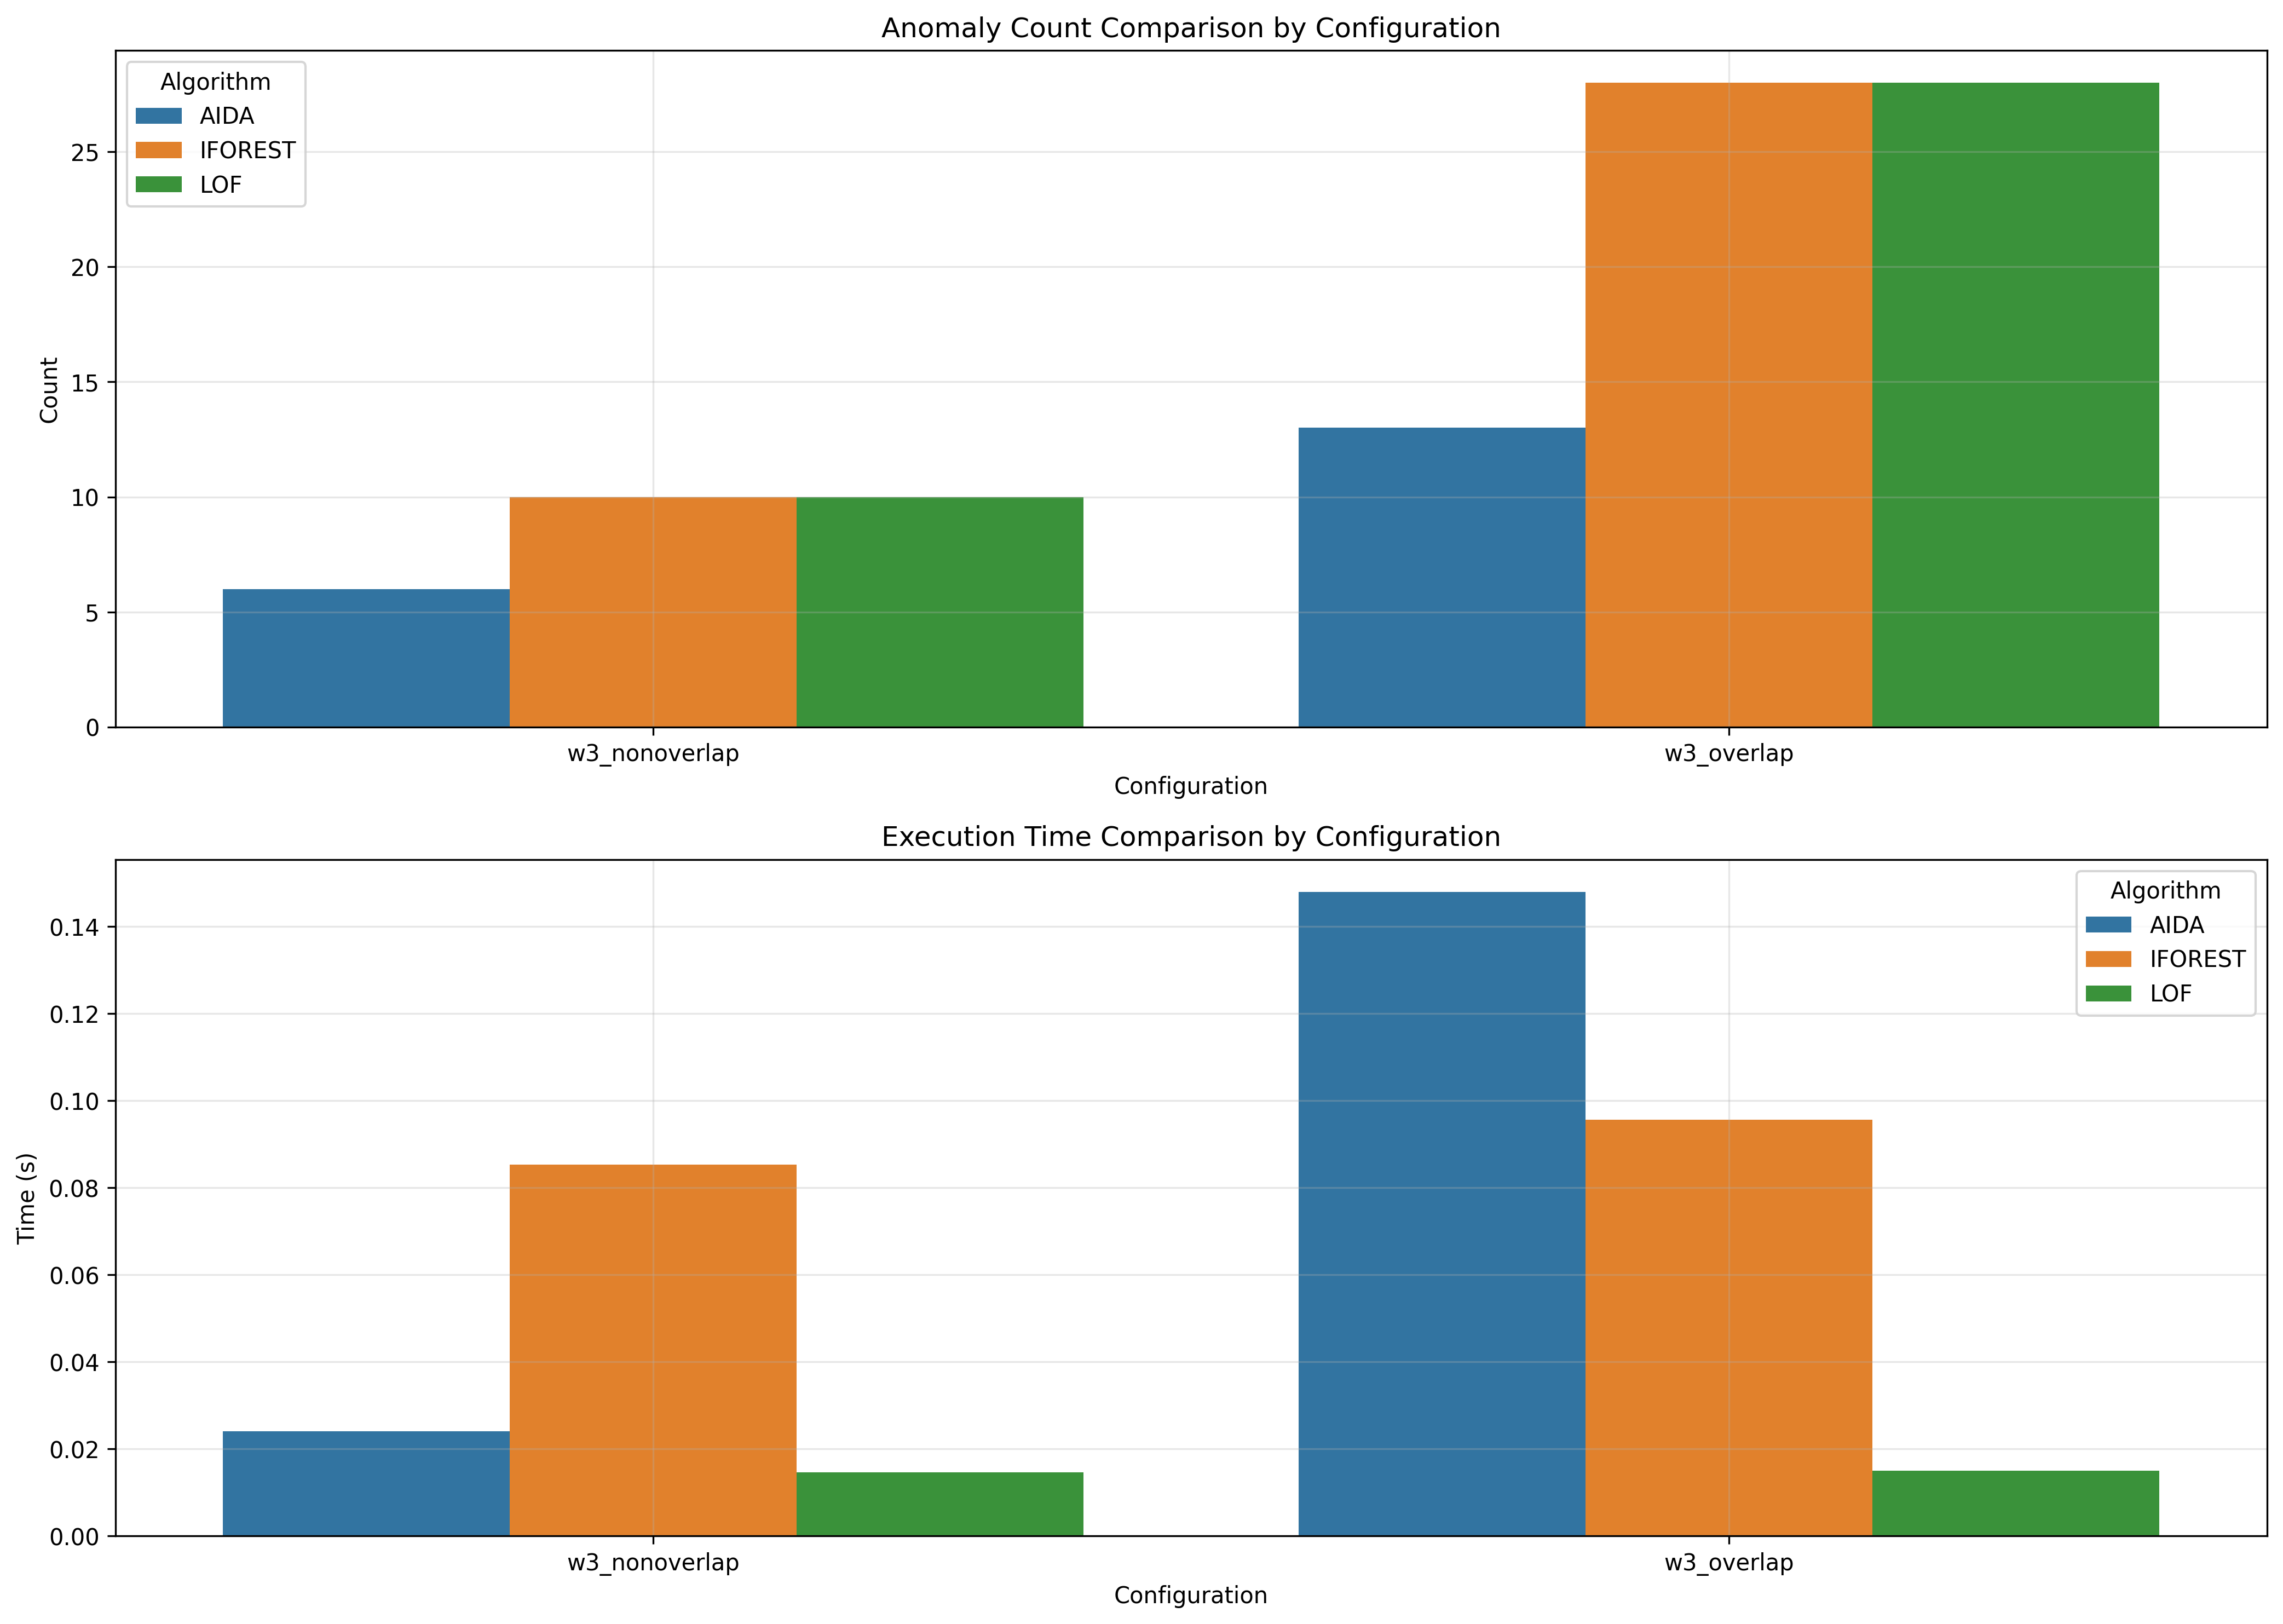 Anomaly Count Comparison by Configuration
Algorithm
AIDA
IFOREST
LOF
25
20
15
10
5
0
Count
w3_nonoverlap
w3_overlap
Configuration
Execution Time Comparison by Configuration
Algorithm
AIDA
IFOREST
LOF
0.14
0.12
0.10
0.08
0.06
0.04
0.02
0.00
Time (s)
w3_nonoverlap
w3_overlap
Configuration